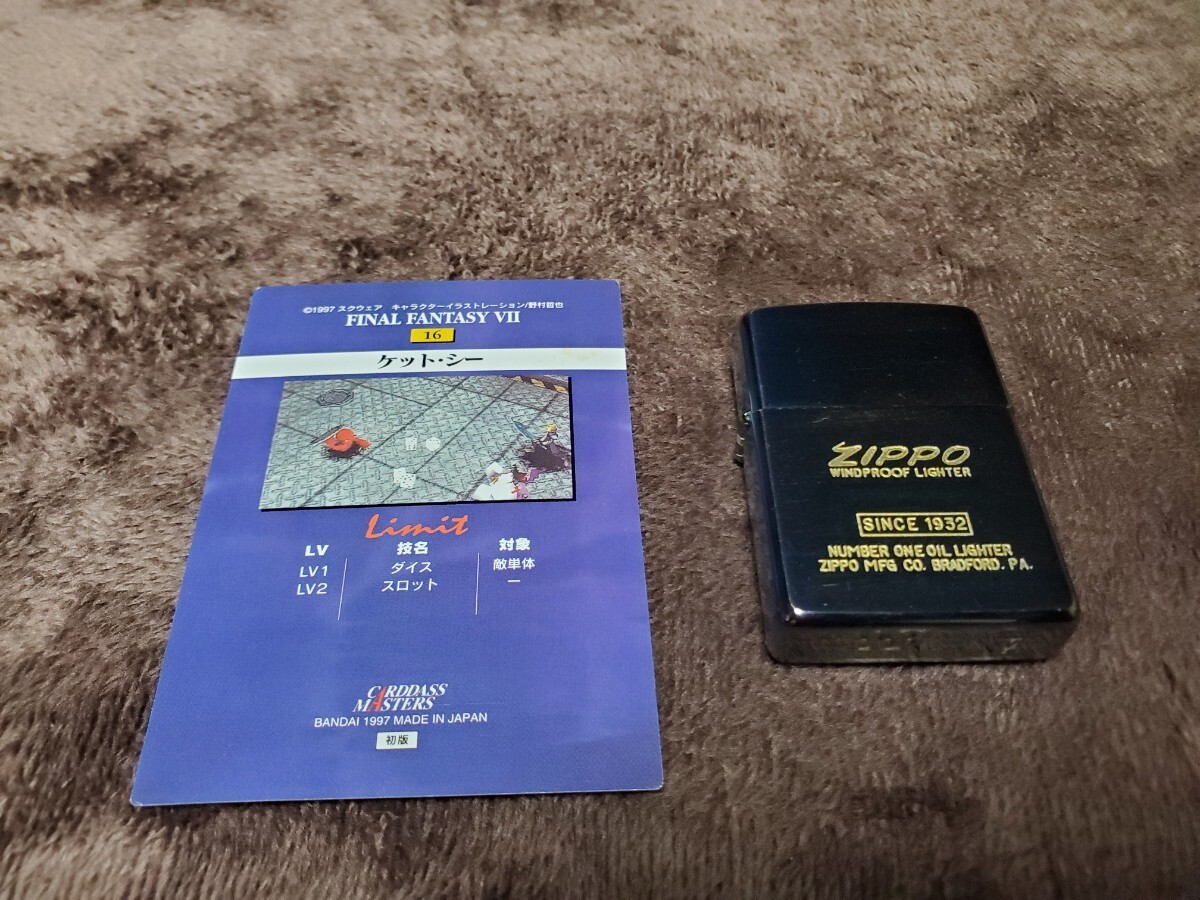 ©1997 スクウェア キャラクターイラストレーション/野村哲也
FINAL FANTASY VII
16
ケット・シー
Limit
LV 技名 対象
LV1 ダイス 敵単体
LV2 スロット ー
CARDDASS
MASTERS
BANDAI 1997 MADE IN JAPAN
初版
ZIPPO
WINDPROOF LIGHTER
SINCE 1932
NUMBER ONE OIL LIGHTER
ZIPPO MFG CO. BRADFORD. PA.